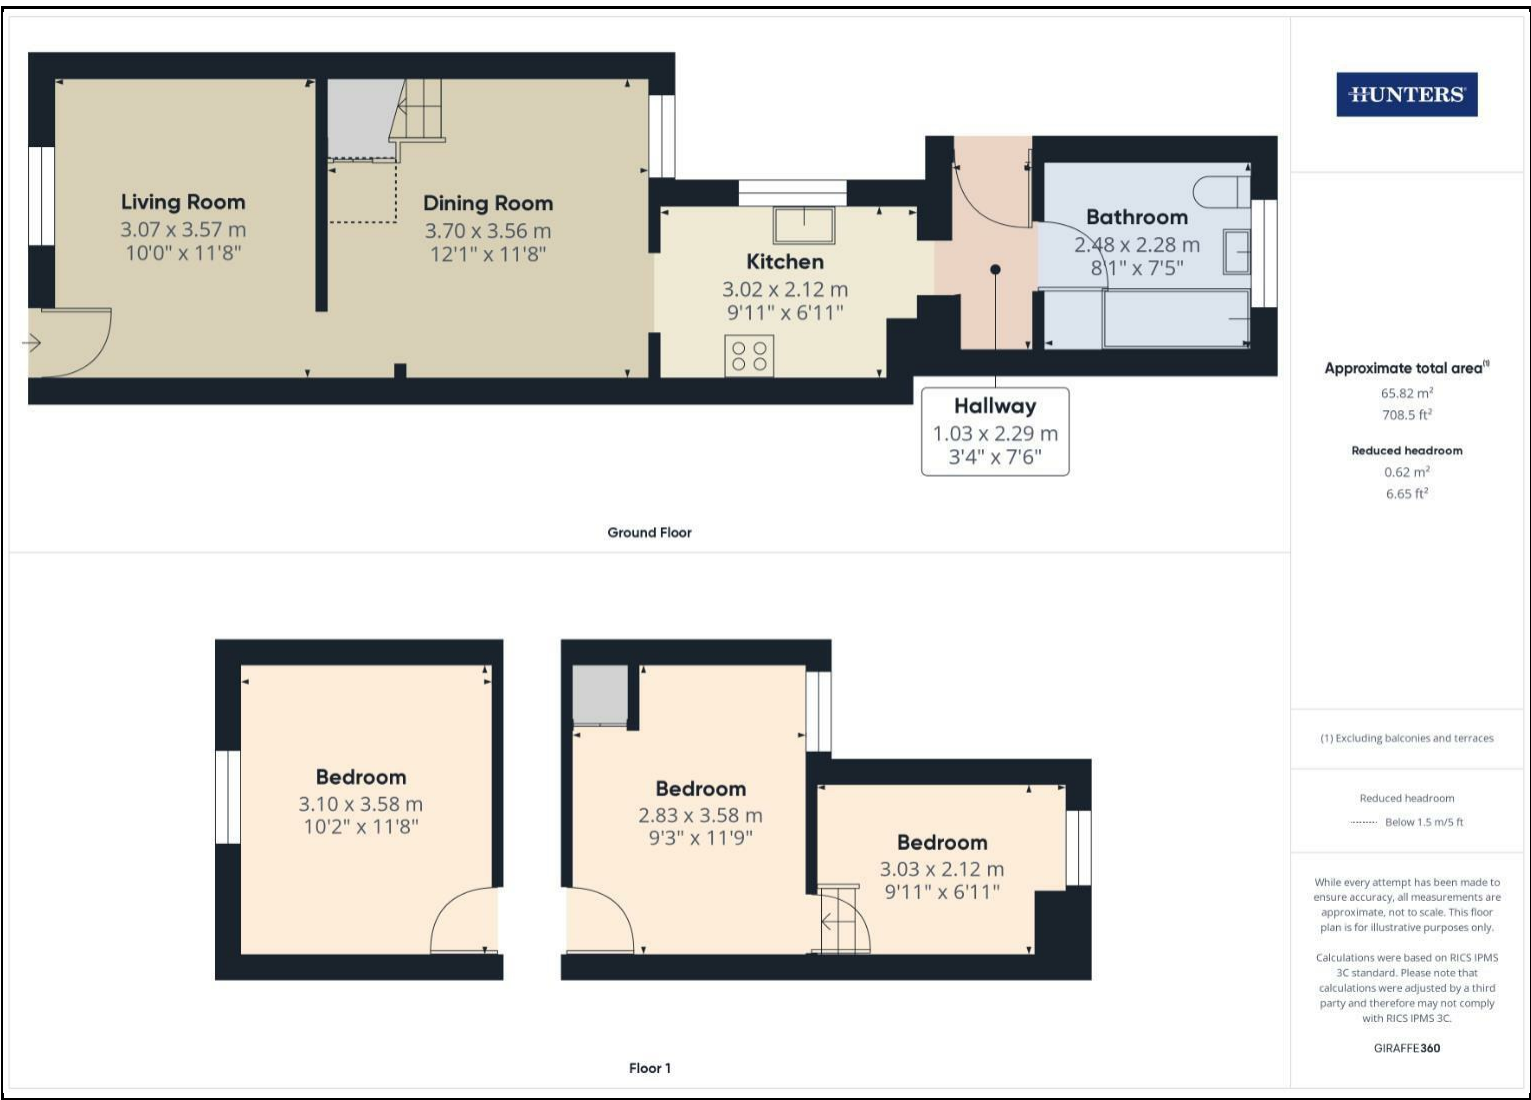 Living Room
3.07 x 3.57 m
10'0" x 11'8"
Dining Room
3.70 x 3.56 m
12'1" x 11'8"
Kitchen
3.02 x 2.12 m
9'11" x 6'11"
Bathroom
2.48 x 2.28 m
8'1" x 7'5"
Hallway
1.03 x 2.29 m
3'4" x 7'6"
Ground Floor
Bedroom
3.10 x 3.58 m
10'2" x 11'8"
Bedroom
2.83 x 3.58 m
9'3" x 11'9"
Bedroom
3.03 x 2.12 m
9'11" x 6'11"
Floor 1
HUNTERS
Approximate total area(1)
65.82 m²
708.5 ft²
Reduced headroom
0.62 m²
6.65 ft²
(1) Excluding balconies and terraces
Reduced headroom
Below 1.5 m/5 ft
While every attempt has been made to
ensure accuracy, all measurements are
approximate, not to scale. This floor
plan is for illustrative purposes only.
Calculations were based on RICS IPMS
3C standard. Please note that
calculations were adjusted by a third
party and therefore may not comply
with RICS IPMS 3C.
GIRAFFE360